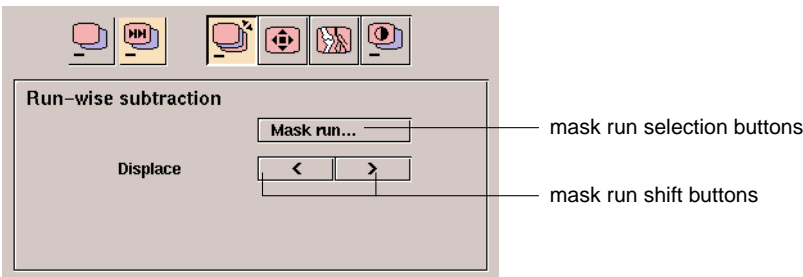 Run-wise subtraction
Mask run...
mask run selection buttons
Displace
<
>
mask run shift buttons